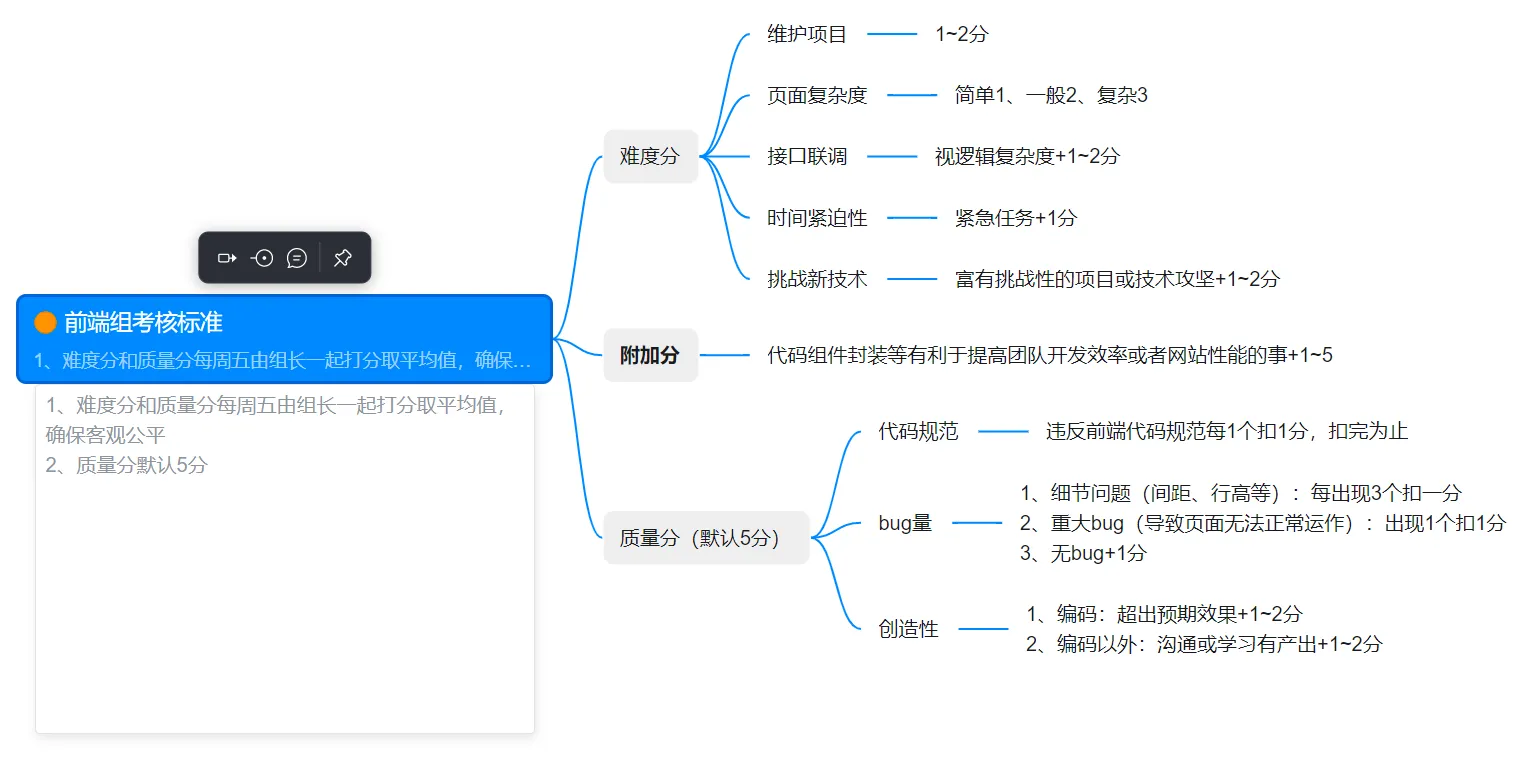 前端组考核标准
1、难度分和质量分每周五由组长一起打分取平均值，确保…
1、难度分和质量分每周五由组长一起打分取平均值，
确保客观公平
2、质量分默认5分
难度分
维护项目
1~2分
页面复杂度
简单1、一般2、复杂3
接口联调
视逻辑复杂度+1~2分
时间紧迫性
紧急任务+1分
挑战新技术
富有挑战性的项目或技术攻坚+1~2分
附加分
代码组件封装等有利于提高团队开发效率或者网站性能的事+1~5
质量分（默认5分）
代码规范
违反前端代码规范每1个扣1分，扣完为止
bug量
1、细节问题（间距、行高等）：每出现3个扣一分
2、重大bug（导致页面无法正常运作）：出现1个扣1分
3、无bug+1分
创造性
1、编码：超出预期效果+1~2分
2、编码以外：沟通或学习有产出+1~2分